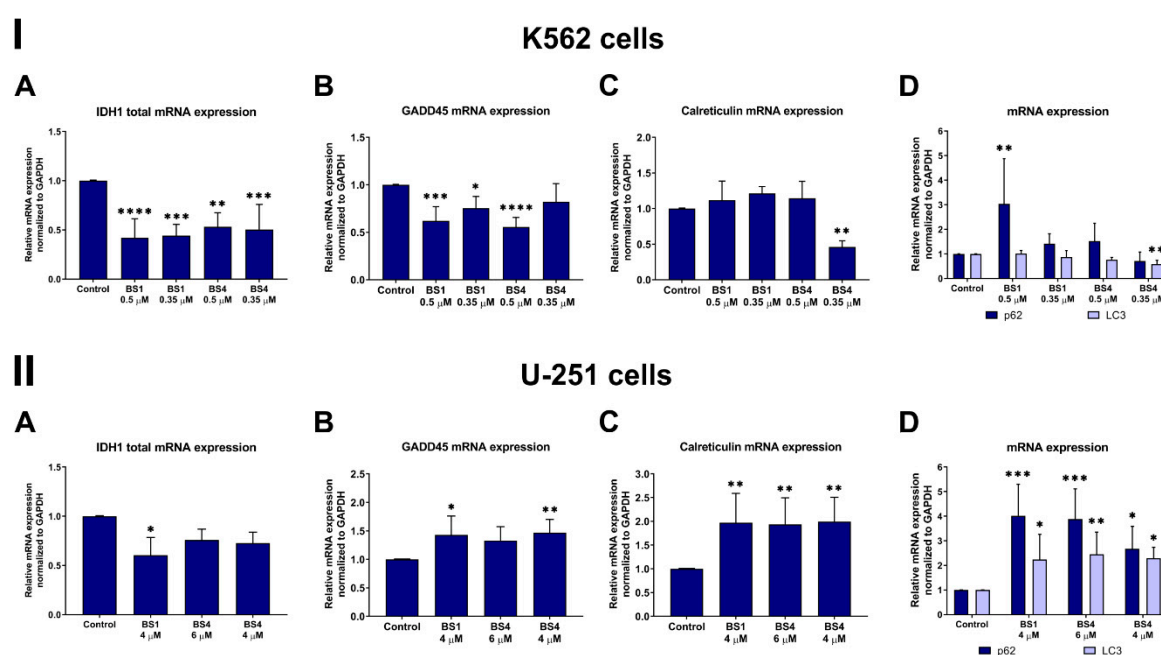 I
K562 cells
A
IDH1 total mRNA expression
Relative mRNA expression
normalized to GAPDH
1.5
1.0
0.5
0.0
****
***
**
***
Control
BS1
0.5 μM
BS1
0.35 μM
BS4
0.5 μM
BS4
0.35 μM
B
GADD45 mRNA expression
Relative mRNA expression
normalized to GAPDH
1.5
1.0
0.5
0.0
***
*
****
Control
BS1
0.5 μM
BS1
0.35 μM
BS4
0.5 μM
BS4
0.35 μM
C
Calreticulin mRNA expression
Relative mRNA expression
normalized to GAPDH
2.0
1.5
1.0
0.5
0.0
**
Control
BS1
0.5 μM
BS1
0.35 μM
BS4
0.5 μM
BS4
0.35 μM
D
mRNA expression
Relative mRNA expression
normalized to GAPDH
6
5
4
3
2
1
0
**
**
Control
BS1
0.5 μM
BS1
0.35 μM
BS4
0.5 μM
BS4
0.35 μM
p62
LC3
II
U-251 cells
A
IDH1 total mRNA expression
Relative mRNA expression
normalized to GAPDH
1.5
1.0
0.5
0.0
*
Control
BS1
4 μM
BS4
6 μM
BS4
4 μM
B
GADD45 mRNA expression
Relative mRNA expression
normalized to GAPDH
2.5
2.0
1.5
1.0
0.5
0.0
*
**
Control
BS1
4 μM
BS4
6 μM
BS4
4 μM
C
Calreticulin mRNA expression
Relative mRNA expression
normalized to GAPDH
3.0
2.5
2.0
1.5
1.0
0.5
0.0
**
**
**
Control
BS1
4 μM
BS4
6 μM
BS4
4 μM
D
mRNA expression
Relative mRNA expression
normalized to GAPDH
6
5
4
3
2
1
0
***
*
***
**
*
*
Control
BS1
4 μM
BS4
6 μM
BS4
4 μM
p62
LC3